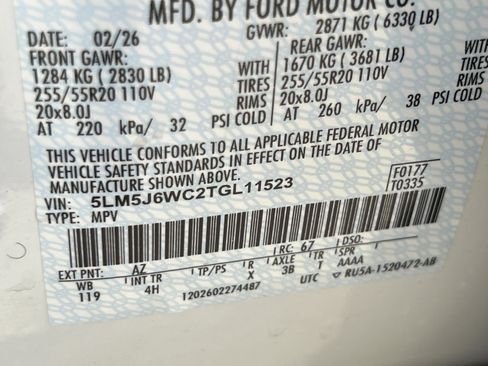 MFD. BY FORD MOTOR CO.
DATE: 02/26 GVWR: 2871 KG ( 6330 LB)
FRONT GAWR: REAR GAWR:
1284 KG ( 2830 LB) WITH 1670 KG ( 3681 LB) WITH
255/55R20 110V TIRES 255/55R20 110V TIRES
20x8.0J RIMS 20x8.0J RIMS
AT 220 kPa/ 32 PSI COLD AT 260 kPa/ 38 PSI COLD
THIS VEHICLE CONFORMS TO ALL APPLICABLE FEDERAL MOTOR
VEHICLE SAFETY STANDARDS IN EFFECT ON THE DATE OF
MANUFACTURE SHOWN ABOVE.
F0177
VIN: 5LM5J6WC2TGL11523
T0335
TYPE: MPV
RC: 67 DSO:
EXT PNT: AZ
WB INT TR TP/PS R AXLE TR SPR
119 4H X 3B T AAAA
1202602274487 UTC ▽ RU5A-1520472-AB